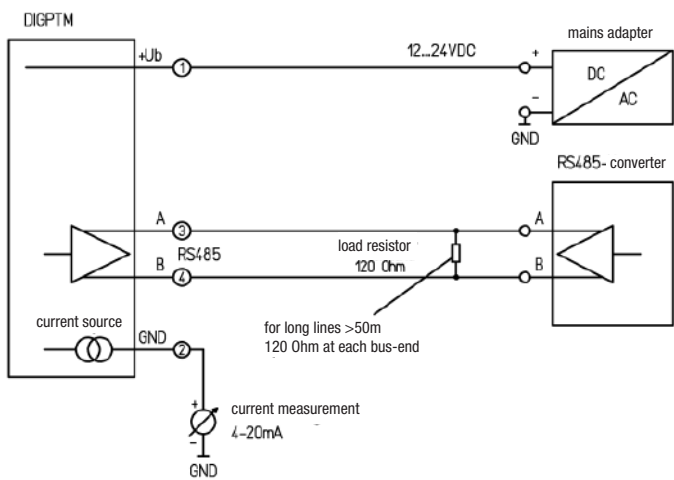 DIGPTM
+Ub
1
12...24VDC
mains adapter
+
DC
AC
-
GND
RS485- converter
A
3
RS485
B
4
load resistor
120 Ohm
A
B
for long lines >50m
120 Ohm at each bus-end
current source
GND
2
+
-
current measurement
4-20mA
GND